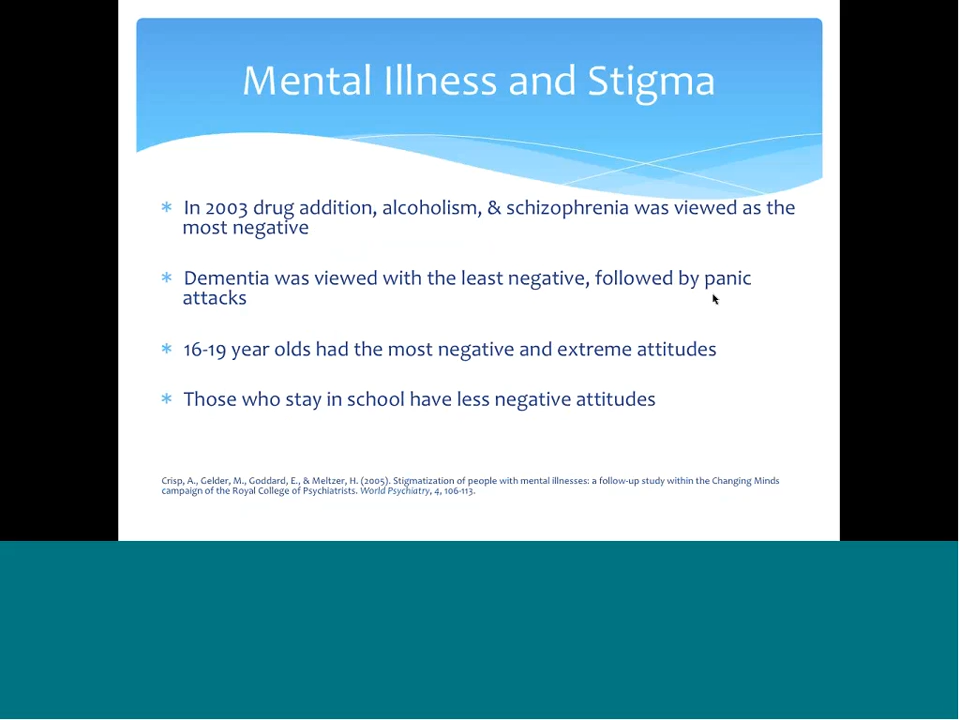 Mental Illness and Stigma
* In 2003 drug addition, alcoholism, & schizophrenia was viewed as the
most negative
* Dementia was viewed with the least negative, followed by panic
attacks
* 16-19 year olds had the most negative and extreme attitudes
* Those who stay in school have less negative attitudes
Crisp, A., Gelder, M., Goddard, E., & Meltzer, H. (2005). Stigmatization of people with mental illnesses: a follow-up study within the Changing Minds
campaign of the Royal College of Psychiatrists. World Psychiatry, 4, 106-113.